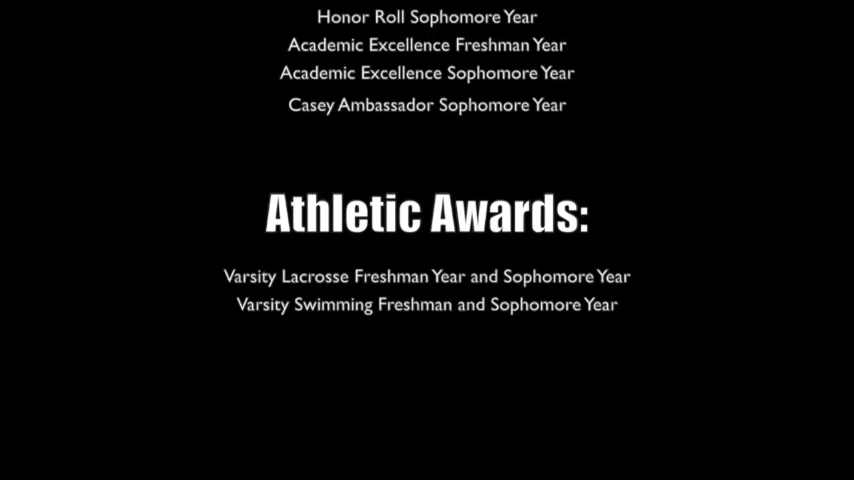 Honor Roll Sophomore Year
Academic Excellence Freshman Year
Academic Excellence Sophomore Year
Casey Ambassador Sophomore Year
Athletic Awards:
Varsity Lacrosse Freshman Year and Sophomore Year
Varsity Swimming Freshman and Sophomore Year